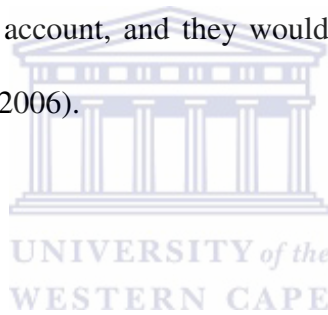 account, and they would
2006).
UNIVERSITY of the
WESTERN CAPE